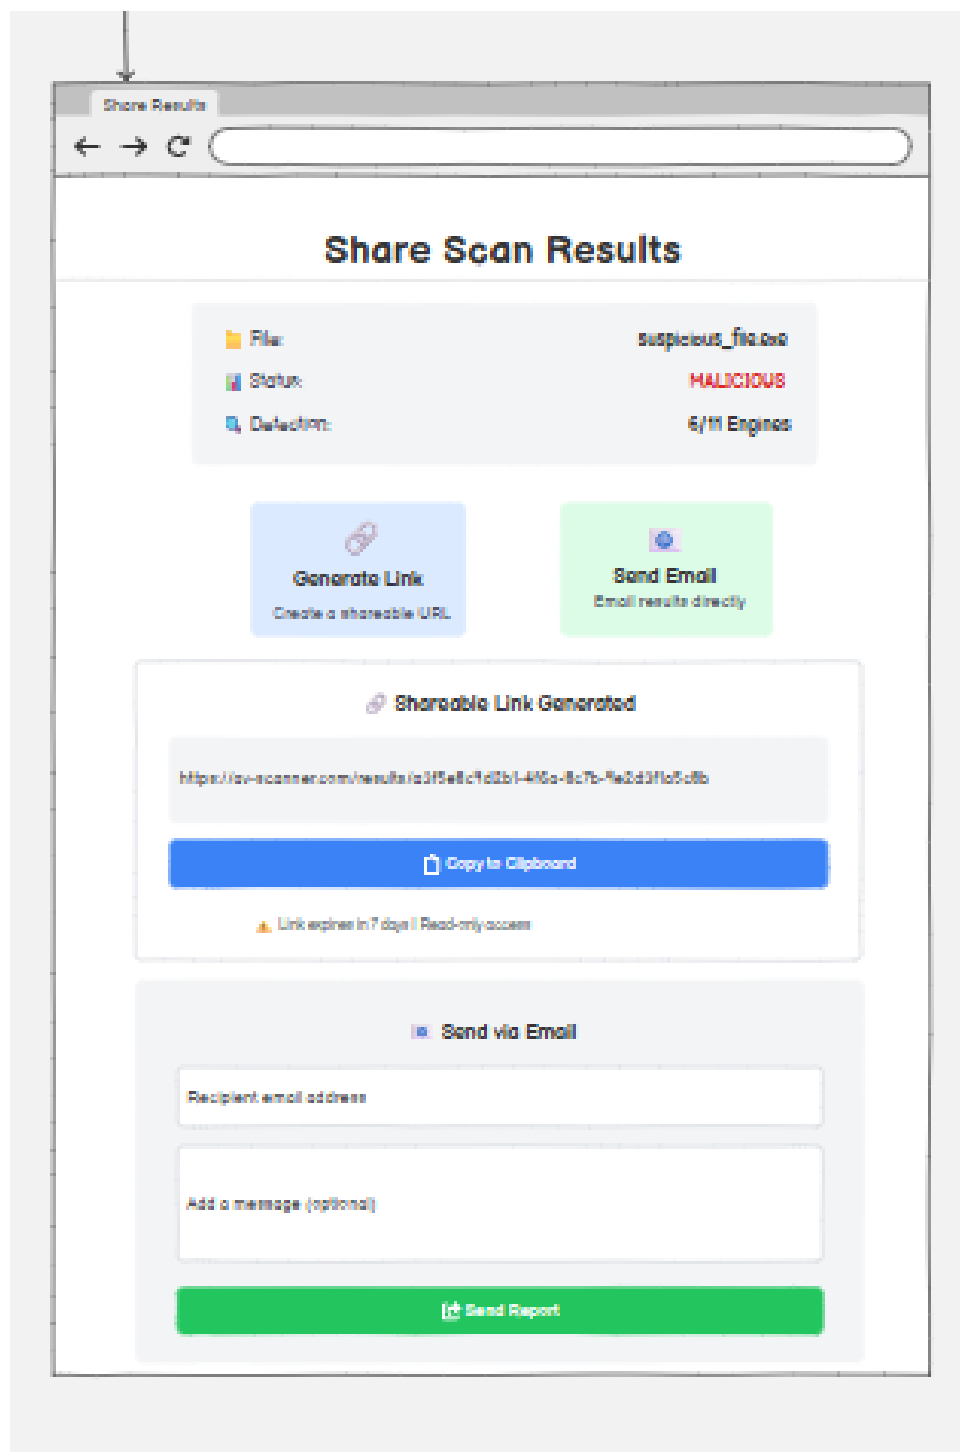 Share Results
Share Scan Results
File: suspicious_file.exe
Status: MALICIOUS
Detection: 6/11 Engines
Generate Link
Create a shareable URL
Send Email
Email results directly
Shareable Link Generated
Copy to Clipboard
Link expires in 7 days | Read-only access
Send via Email
Recipient email address
Add a message (optional)
Send Report